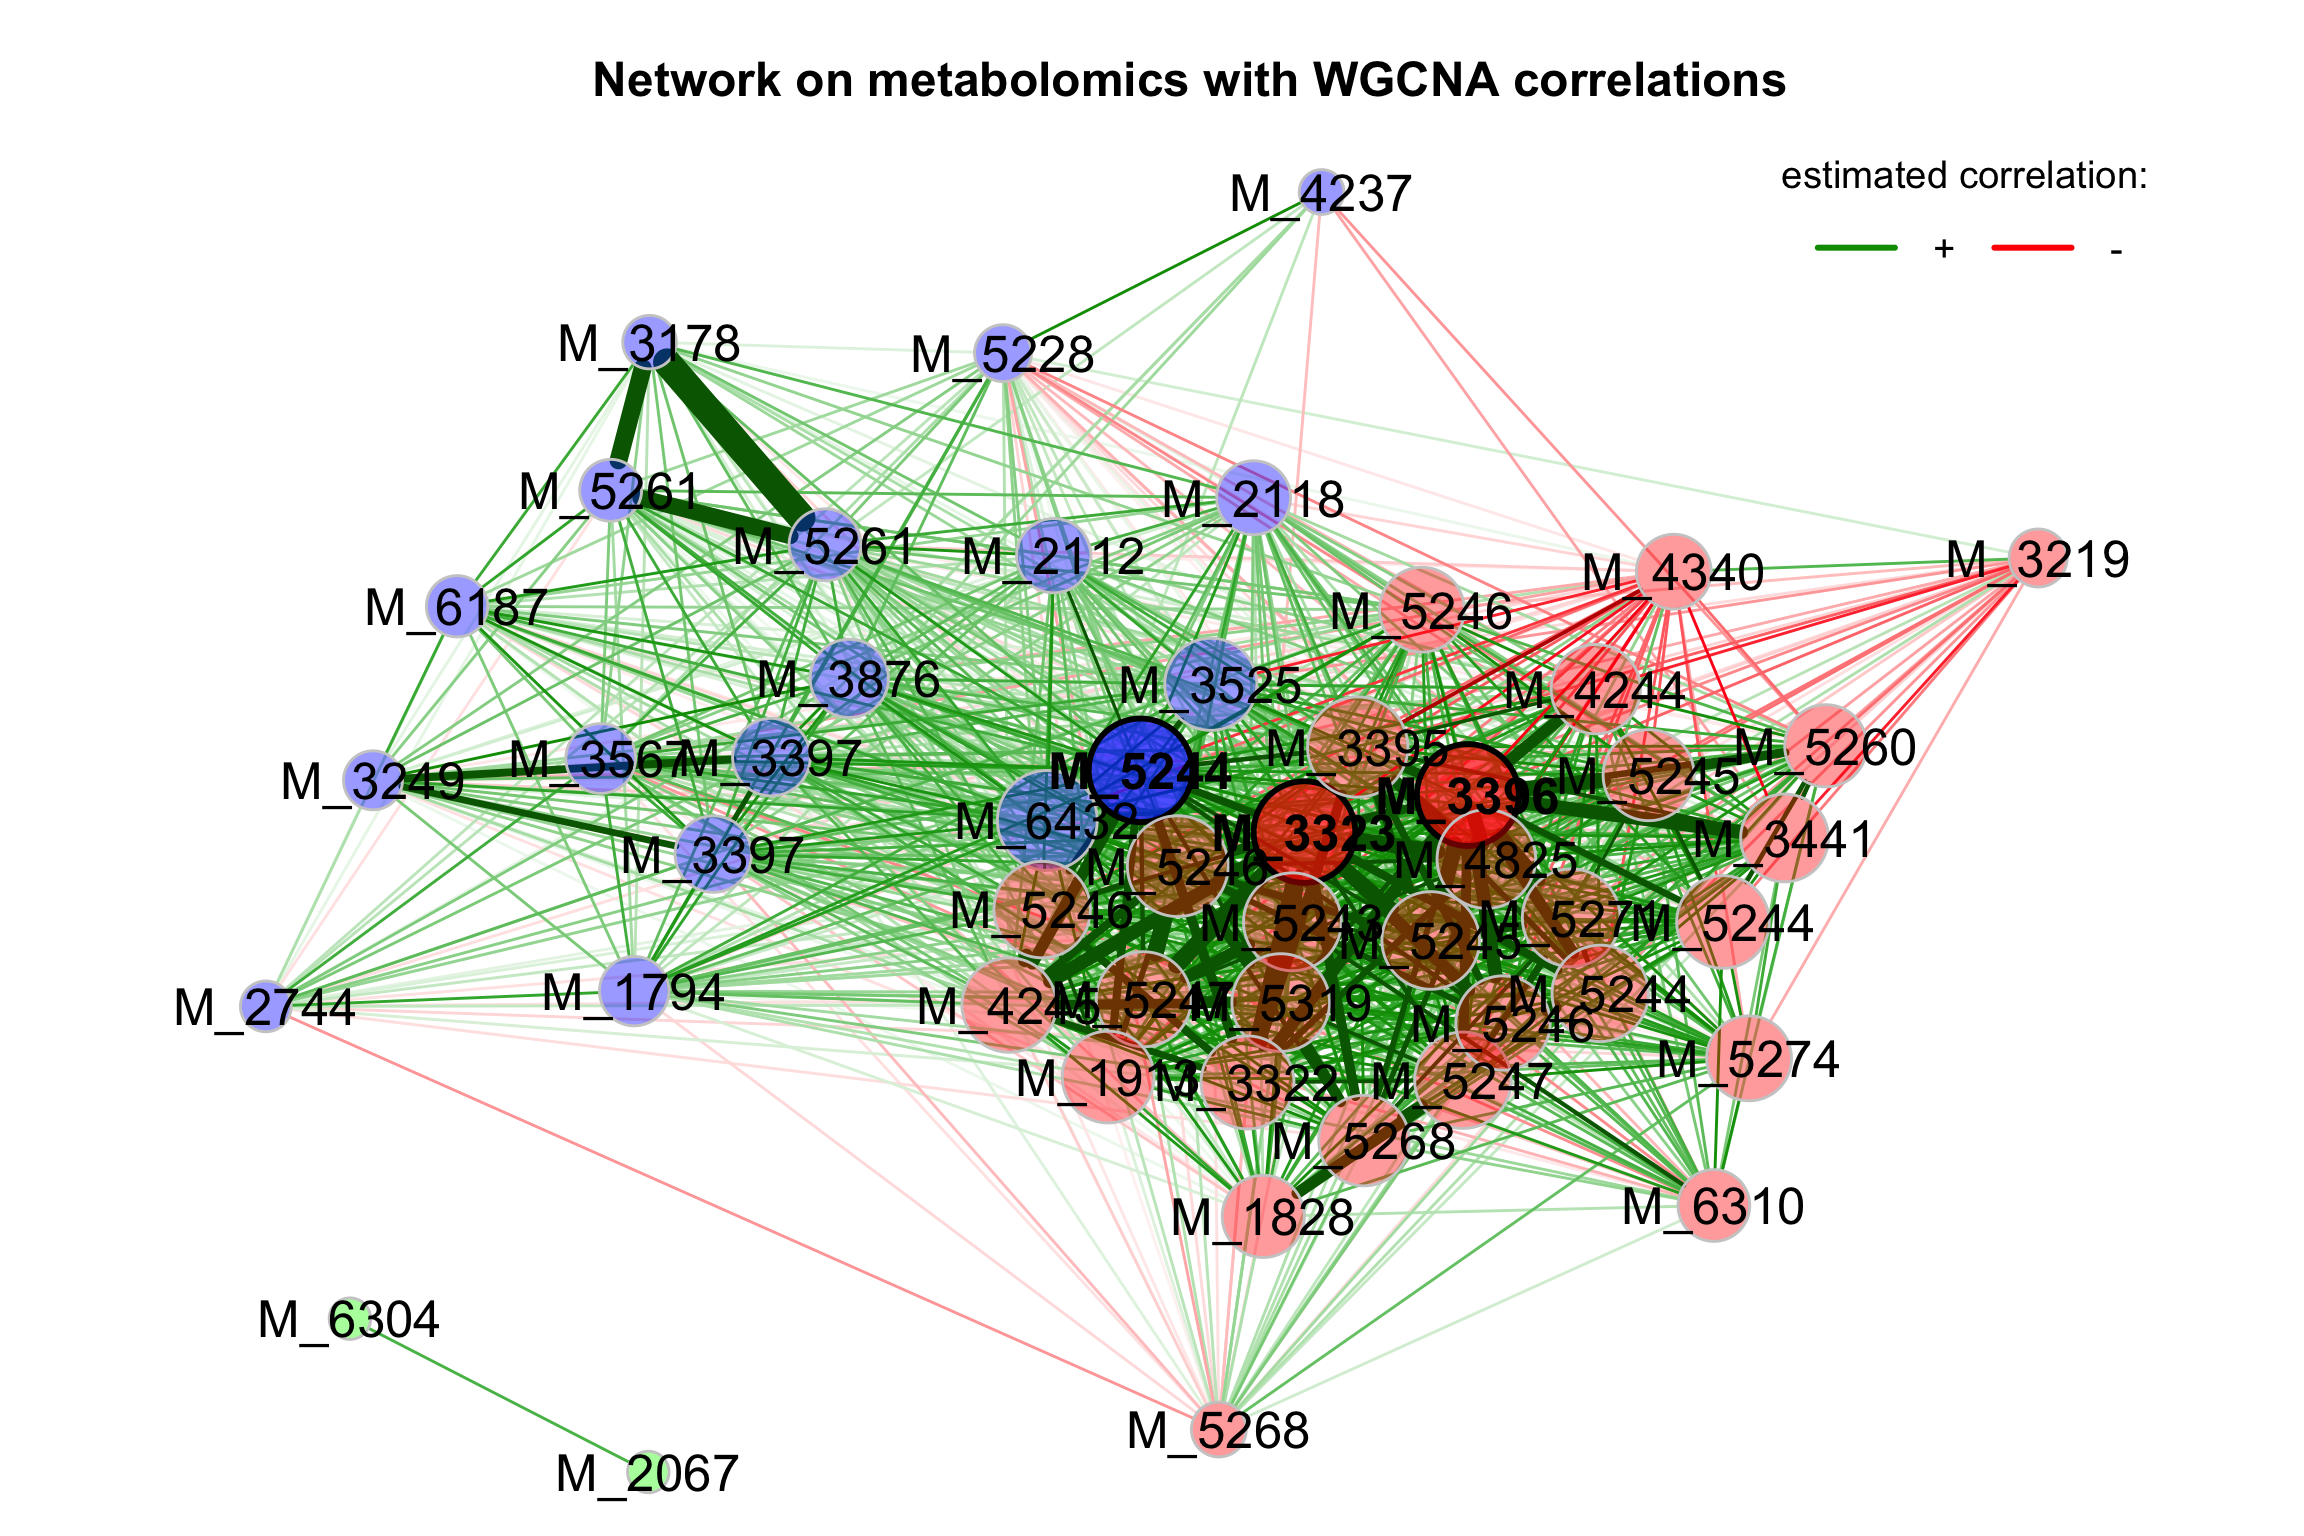 Network on metabolomics with WGCNA correlations
estimated correlation:
+ -
M_4237
M_3178
M_5228
M_5261
M_2118
M_5261
M_2112
M_4340
M_3219
M_6187
M_5246
M_3876
M_3525
M_4244
M_3249
M_3567
M_3397
M_5244
M_3395
M_3396
M_5245
M_5260
M_3397
M_6432
M_3323
M_4825
M_3441
M_5246
M_5246
M_5243
M_5245
M_5271
M_5244
M_2744
M_1794
M_4245
M_5247
M_5319
M_5246
M_5244
M_1913
M_3322
M_5247
M_5274
M_5268
M_1828
M_6310
M_6304
M_5268
M_2067